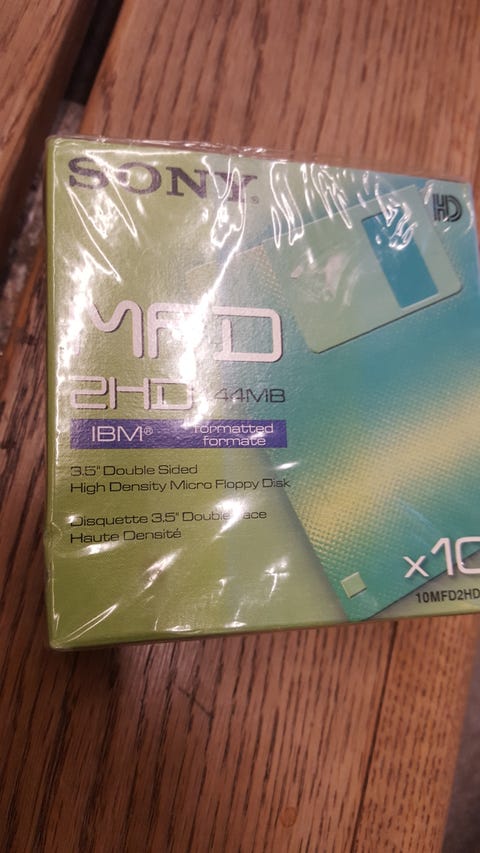 SONY®
HD
MFD
2HD 1.44MB
IBM® formatted
formate
3.5" Double Sided
High Density Micro Floppy Disk
Disquette 3.5" Double Face
Haute Densité
x10
10MFD2HD